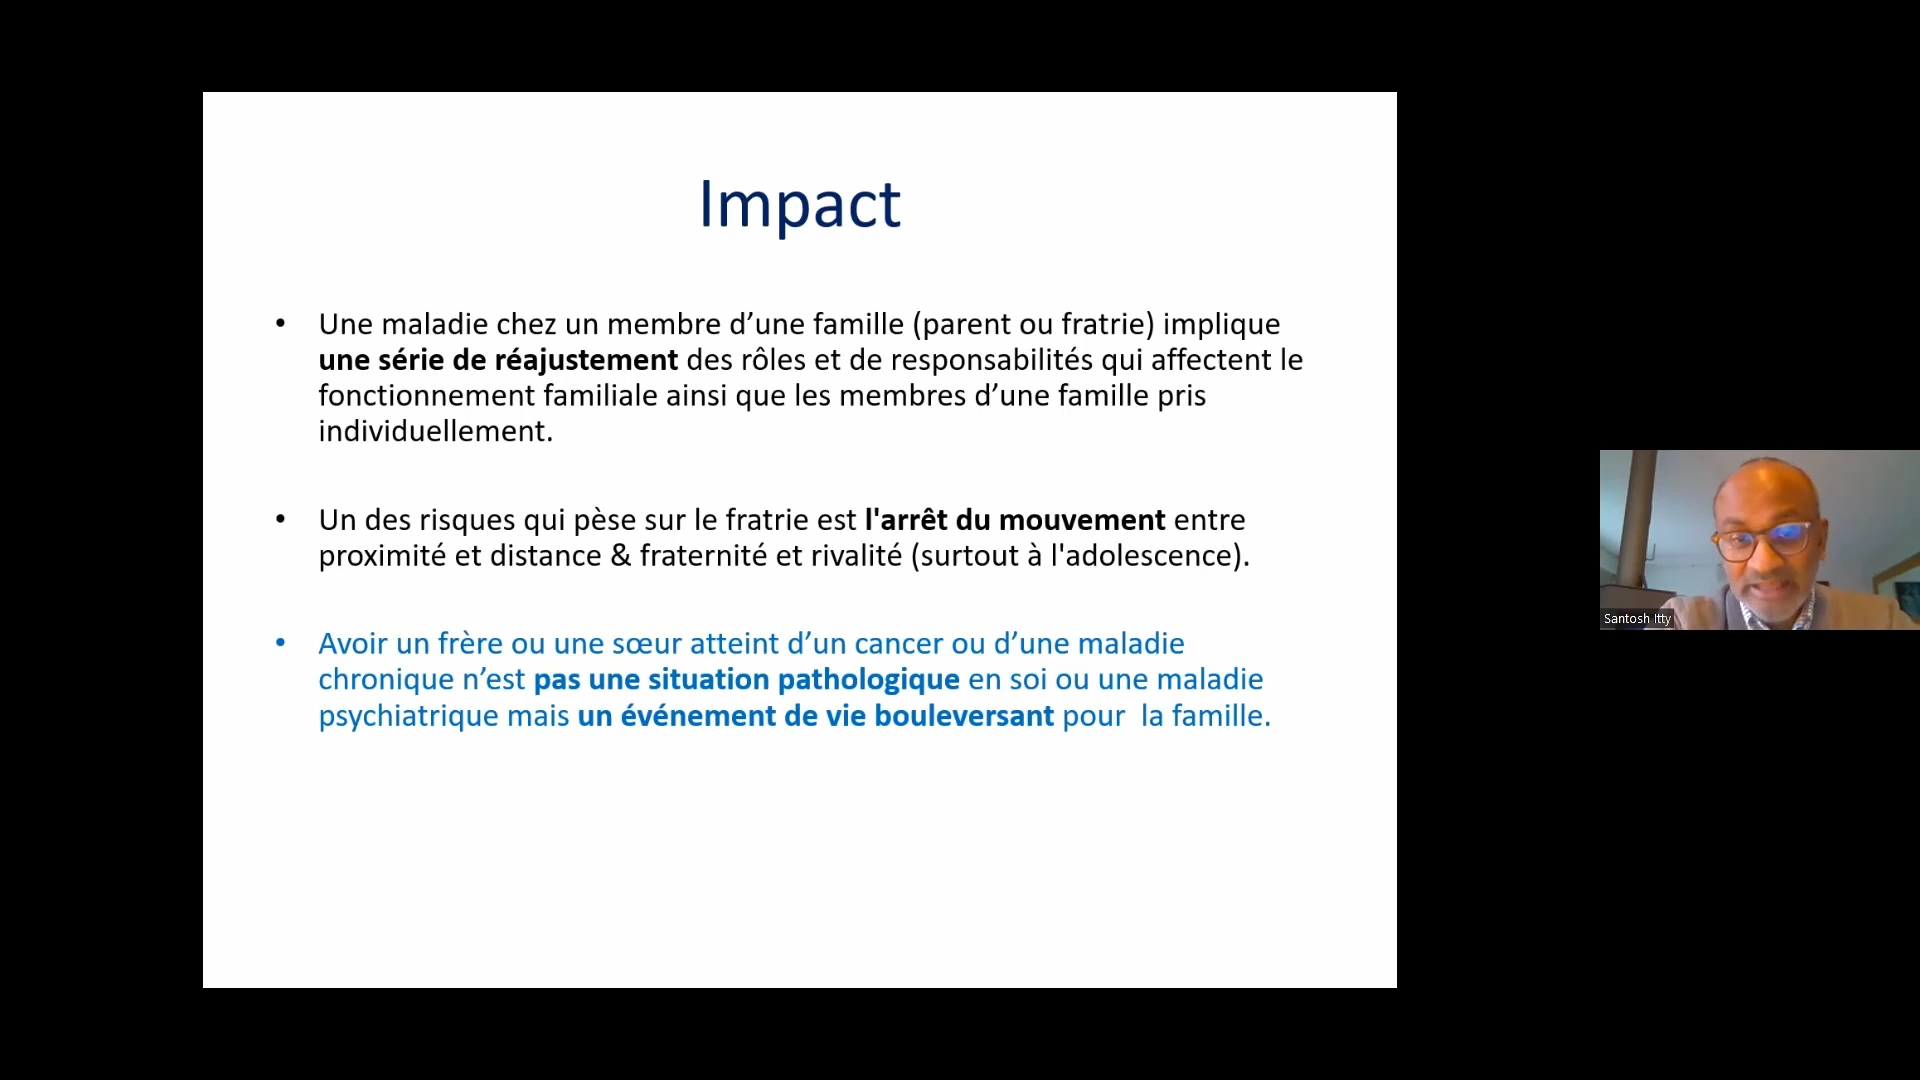 Impact
• Une maladie chez un membre d’une famille (parent ou fratrie) implique
une série de réajustement des rôles et de responsabilités qui affectent le
fonctionnement familiale ainsi que les membres d’une famille pris
individuellement.
• Un des risques qui pèse sur le fratrie est l'arrêt du mouvement entre
proximité et distance & fraternité et rivalité (surtout à l'adolescence).
• Avoir un frère ou une sœur atteint d’un cancer ou d’une maladie
chronique n’est pas une situation pathologique en soi ou une maladie
psychiatrique mais un événement de vie bouleversant pour  la famille.
Santosh Itty